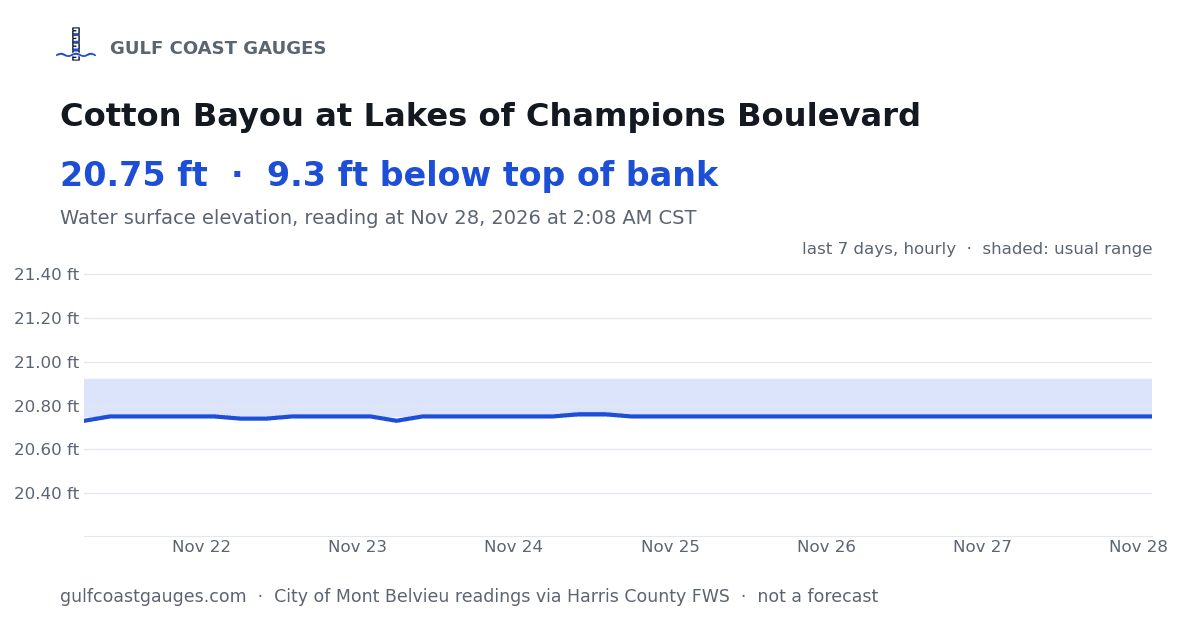 GULF COAST GAUGES
Cotton Bayou at Lakes of Champions Boulevard
20.75 ft · 9.3 ft below top of bank
Water surface elevation, reading at Nov 28, 2026 at 2:08 AM CST
last 7 days, hourly · shaded: usual range
21.40 ft
21.20 ft
21.00 ft
20.80 ft
20.60 ft
20.40 ft
Nov 22 Nov 23 Nov 24 Nov 25 Nov 26 Nov 27 Nov 28
gulfcoastgauges.com · City of Mont Belvieu readings via Harris County FWS · not a forecast